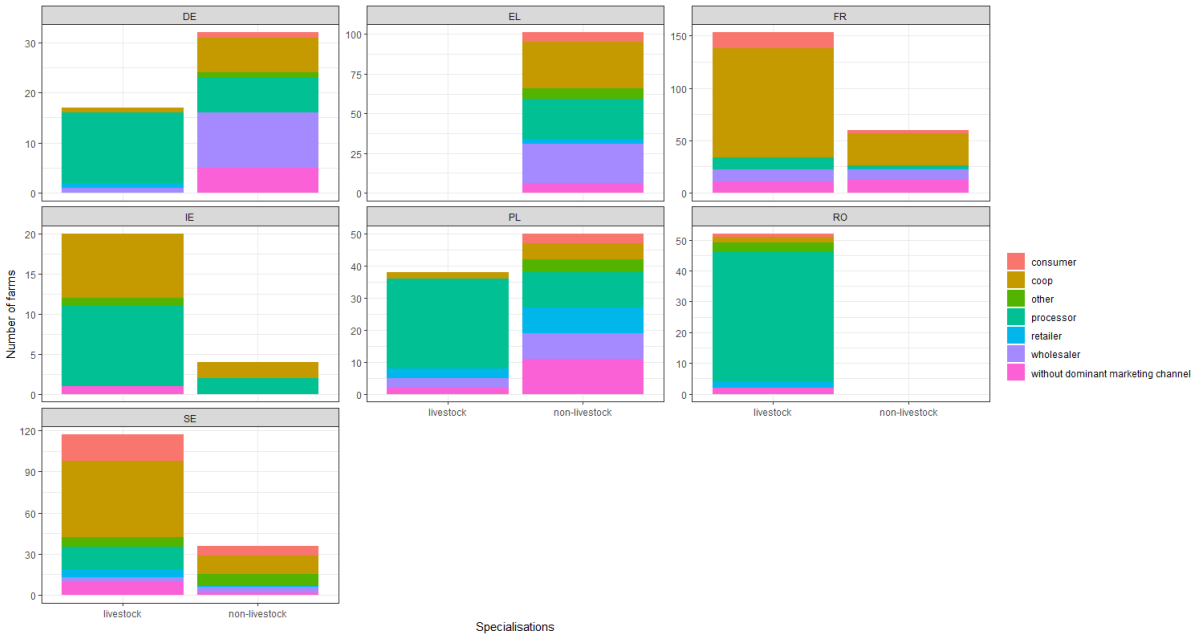 DE
EL
FR
30
20
10
0
100
75
50
25
0
150
100
50
0
IE
PL
RO
20
15
10
5
0
50
40
30
20
10
0
50
40
30
20
10
0
livestock
non-livestock
livestock
non-livestock
SE
120
90
60
30
0
livestock
non-livestock
Number of farms
Specialisations
consumer
coop
other
processor
retailer
wholesaler
without dominant marketing channel